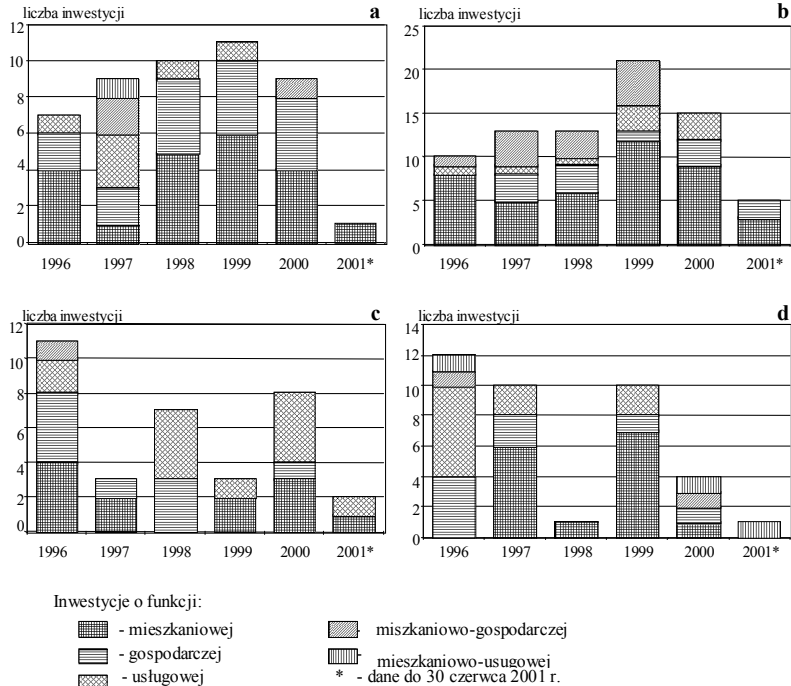 liczba inwestycji a
12
10
8
6
4
2
0
1996 1997 1998 1999 2000 2001*
liczba inwestycji b
25
20
15
10
5
0
1996 1997 1998 1999 2000 2001*
liczba inwestycji c
12
10
8
6
4
2
0
1996 1997 1998 1999 2000 2001*
liczba inwestycji d
14
12
10
8
6
4
2
0
1996 1997 1998 1999 2000 2001*
Inwestycje o funkcji:
- mieszkaniowej
- gospodarczej
- usługowej
- miszkaniowo-gospodarczej
- mieszkaniowo-usugowej
* - dane do 30 czerwca 2001 r.